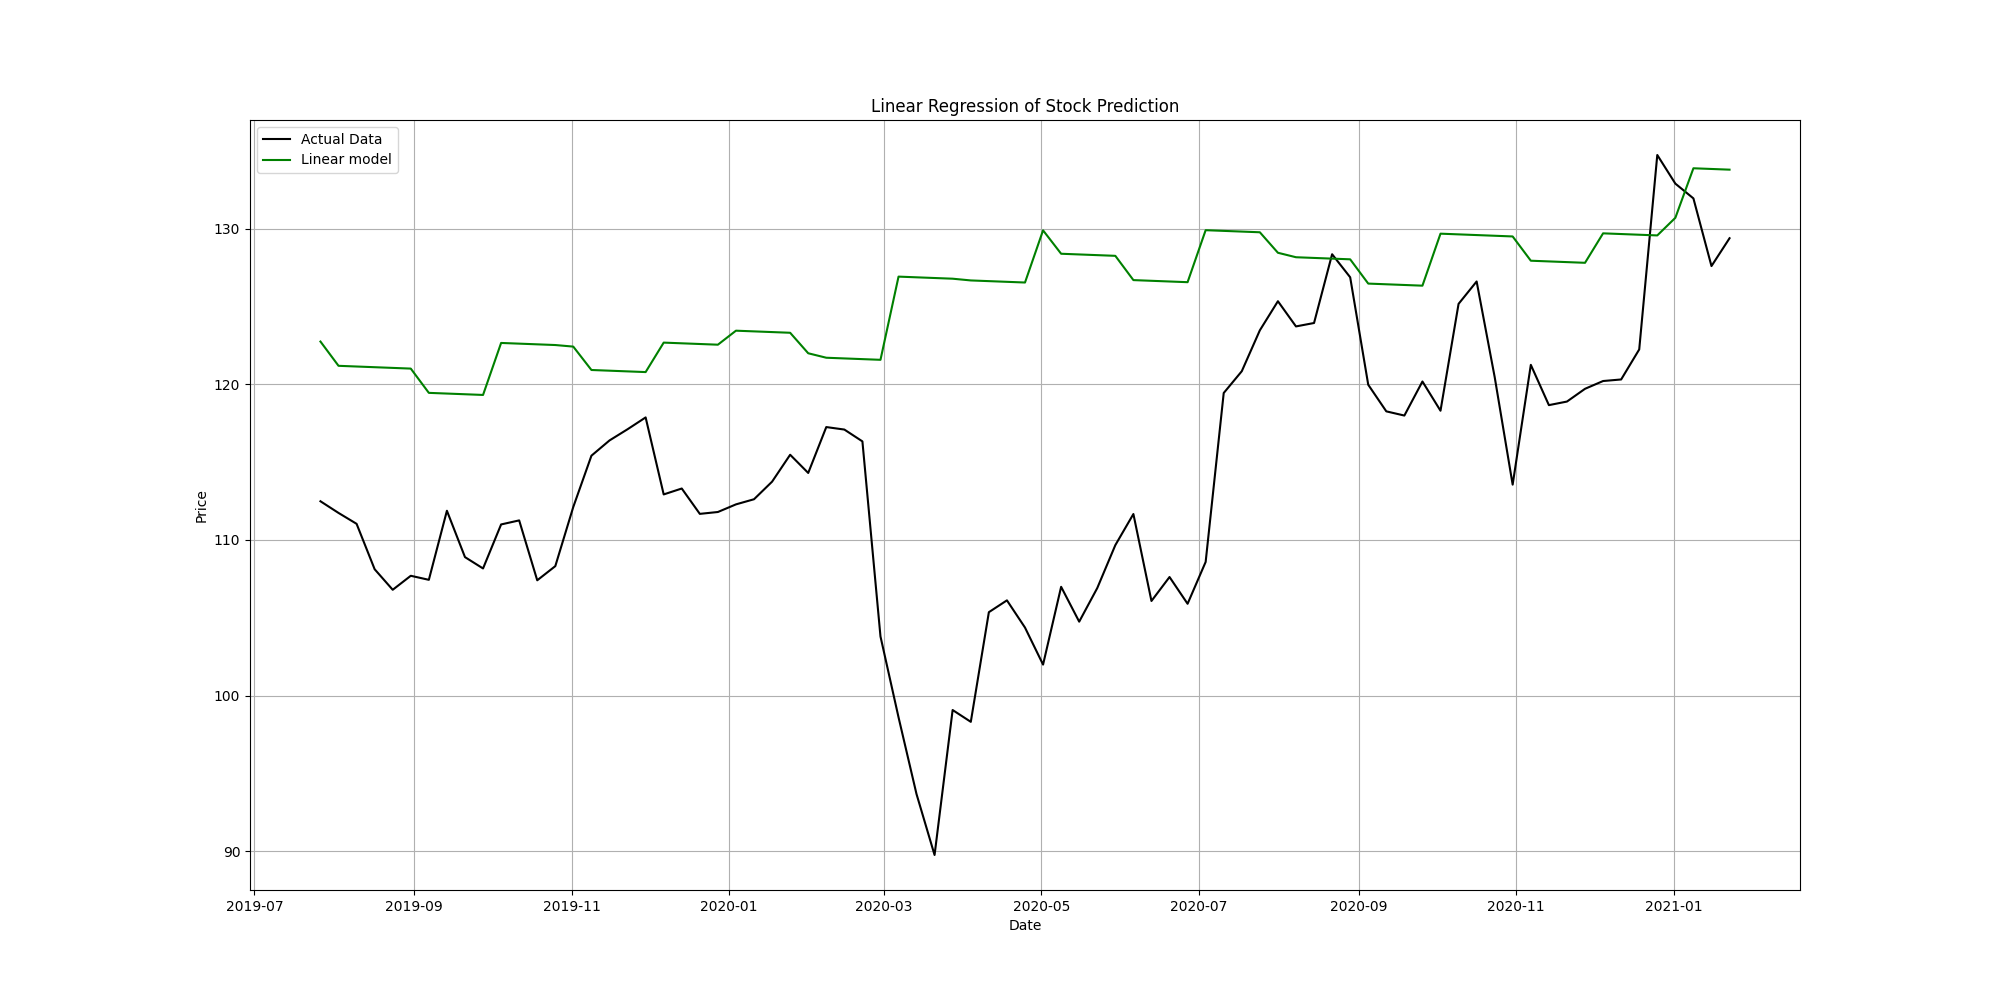 Linear Regression of Stock Prediction
Actual Data
Linear model
130
120
110
100
90
Price
2019-07 2019-09 2019-11 2020-01 2020-03 2020-05 2020-07 2020-09 2020-11 2021-01
Date